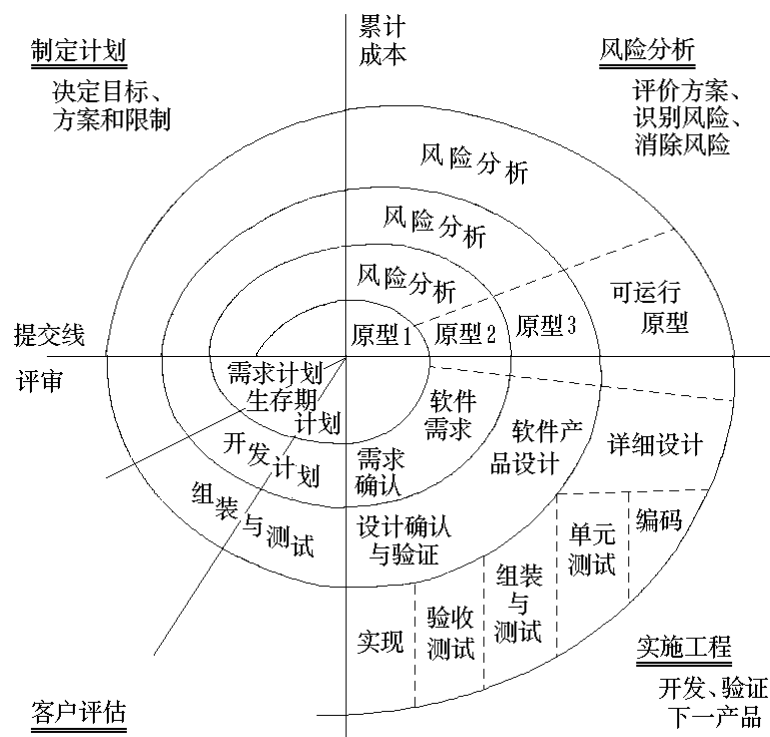 制定计划
决定目标、
方案和限制
累计
成本
风险分析
评价方案、
识别风险、
消除风险
风险分析
风险分析
风险分析
可运行
原型
提交线
原型1
原型2
原型3
评审
需求计划
生存期
计划
软件
需求
软件产
品设计
详细设计
开发计划
需求
确认
组装与测试
设计确认
与验证
编码
单元
测试
组装
与
测试
验收
测试
实现
实施工程
开发、验证
下一产品
客户评估